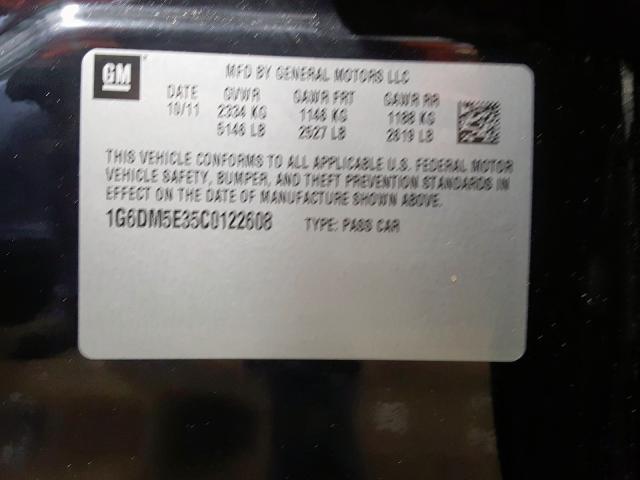 GM
MFD BY GENERAL MOTORS LLC
DATE GVWR GAWR FRT GAWR RR
10/11 2334 KG 1146 KG 1188 KG
5146 LB 2527 LB 2619 LB
THIS VEHICLE CONFORMS TO ALL APPLICABLE U.S. FEDERAL MOTOR
VEHICLE SAFETY, BUMPER, AND THEFT PREVENTION STANDARDS IN
EFFECT ON THE DATE OF MANUFACTURE SHOWN ABOVE.
1G6DM5E35C0122608 TYPE: PASS CAR